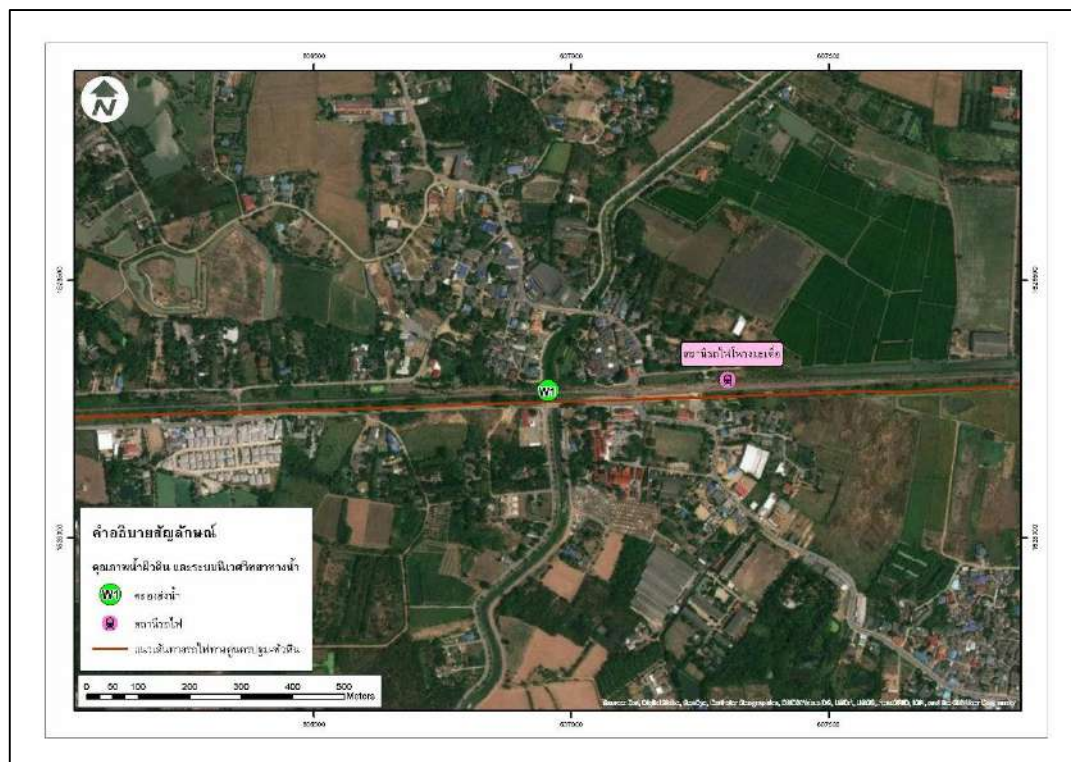 606500
607000
607500
N
สถานีรถไฟโพรงมะเดื่อ
W1
คำอธิบายสัญลักษณ์
คุณภาพน้ำผิวดิน และระบบนิเวศวิทยาทางน้ำ
W1 คลองส่งน้ำ
สถานีรถไฟ
แนวเส้นทางรถไฟทางคู่นครปฐม-หัวหิน
0 50 100 200 300 400 500
Meters
606500
607000
607500